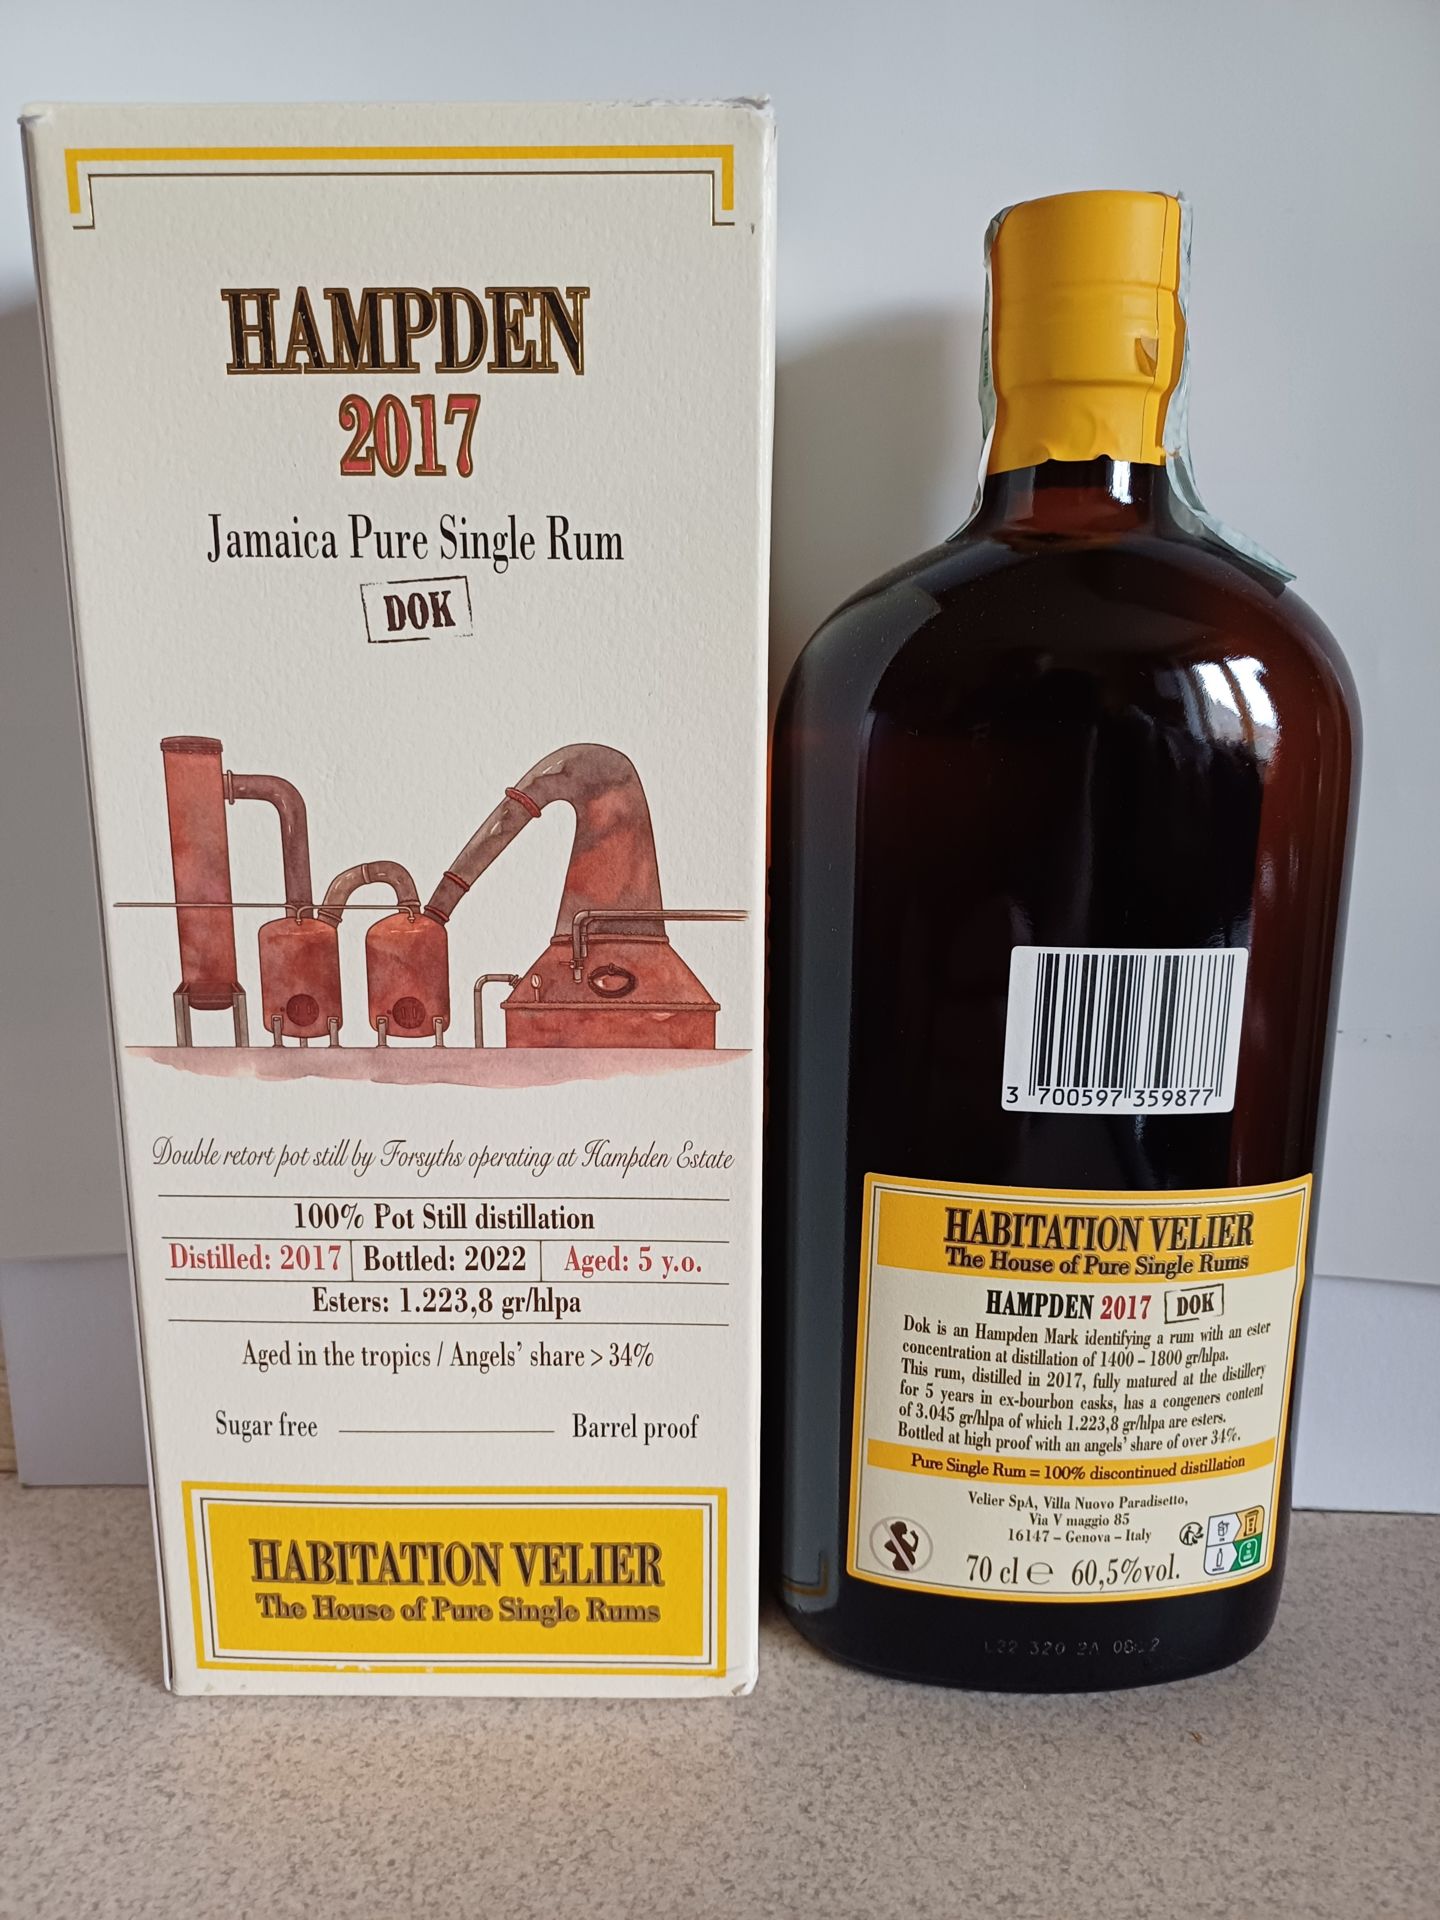 HAMPDEN
2017
Jamaica Pure Single Rum
DOK
Double retort pot still by Forsyths operating at Hampden Estate
100% Pot Still distillation
Distilled: 2017 Bottled: 2022 Aged: 5 y.o.
Esters: 1.223,8 gr/hlpa
Aged in the tropics / Angels' share > 34%
Sugar free Barrel proof
HABITATION VELIER
The House of Pure Single Rums
3 700597 359877
HABITATION VELIER
The House of Pure Single Rums
HAMPDEN 2017 DOK
Dok is an Hampden Mark identifying a rum with an ester
concentration at distillation of 1400 – 1800 gr/hlpa.
This rum, distilled in 2017, fully matured at the distillery
for 5 years in ex-bourbon casks, has a congeners content
of 3.045 gr/hlpa of which 1.223,8 gr/hlpa are esters.
Bottled at high proof with an angels' share of over 34%.
Pure Single Rum = 100% discontinued distillation
Velier SpA, Villa Nuovo Paradisetto,
Via V maggio 85
16147 – Genova – Italy
70 cl e 60,5%vol.
L22 320 2A